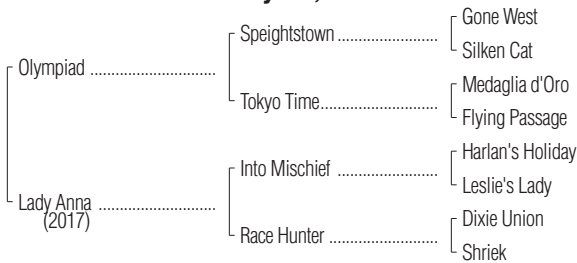 Gone West
Speightstown ........................
Silken Cat
Olympiad ..............................
Medaglia d'Oro
Tokyo Time............................
Flying Passage
Harlan's Holiday
Into Mischief ........................
Leslie's Lady
Lady Anna ............................
(2017)
Dixie Union
Race Hunter ..........................
Shriek